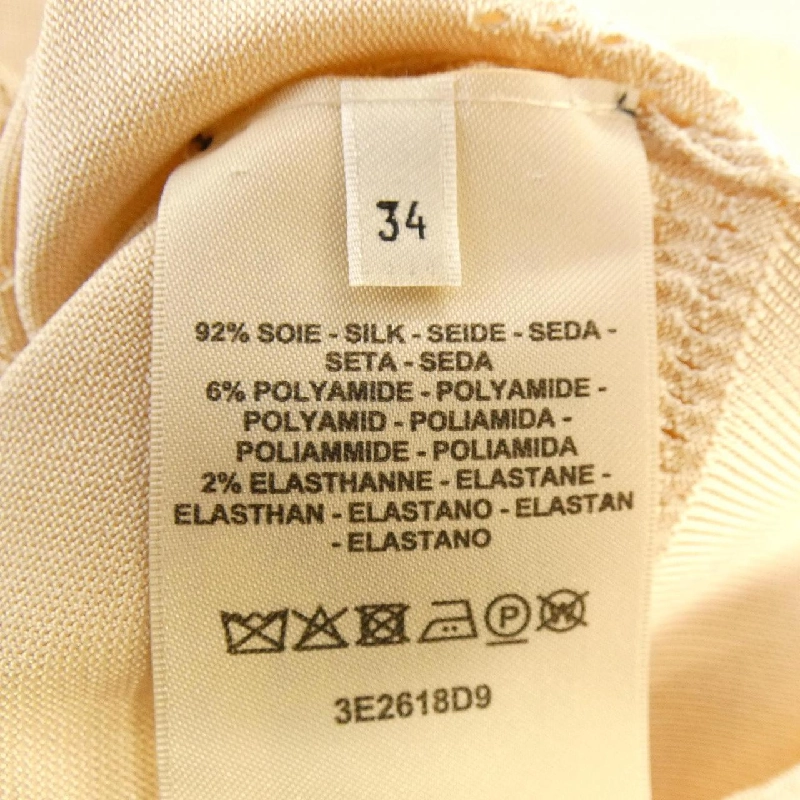 34
92% SOIE - SILK - SEIDE - SEDA -
SETA - SEDA
6% POLYAMIDE - POLYAMIDE -
POLYAMID - POLIAMIDA -
POLIAMMIDE - POLIAMIDA
2% ELASTHANNE - ELASTANE -
ELASTHAN - ELASTANO - ELASTAN
- ELASTANO
P W
3E2618D9